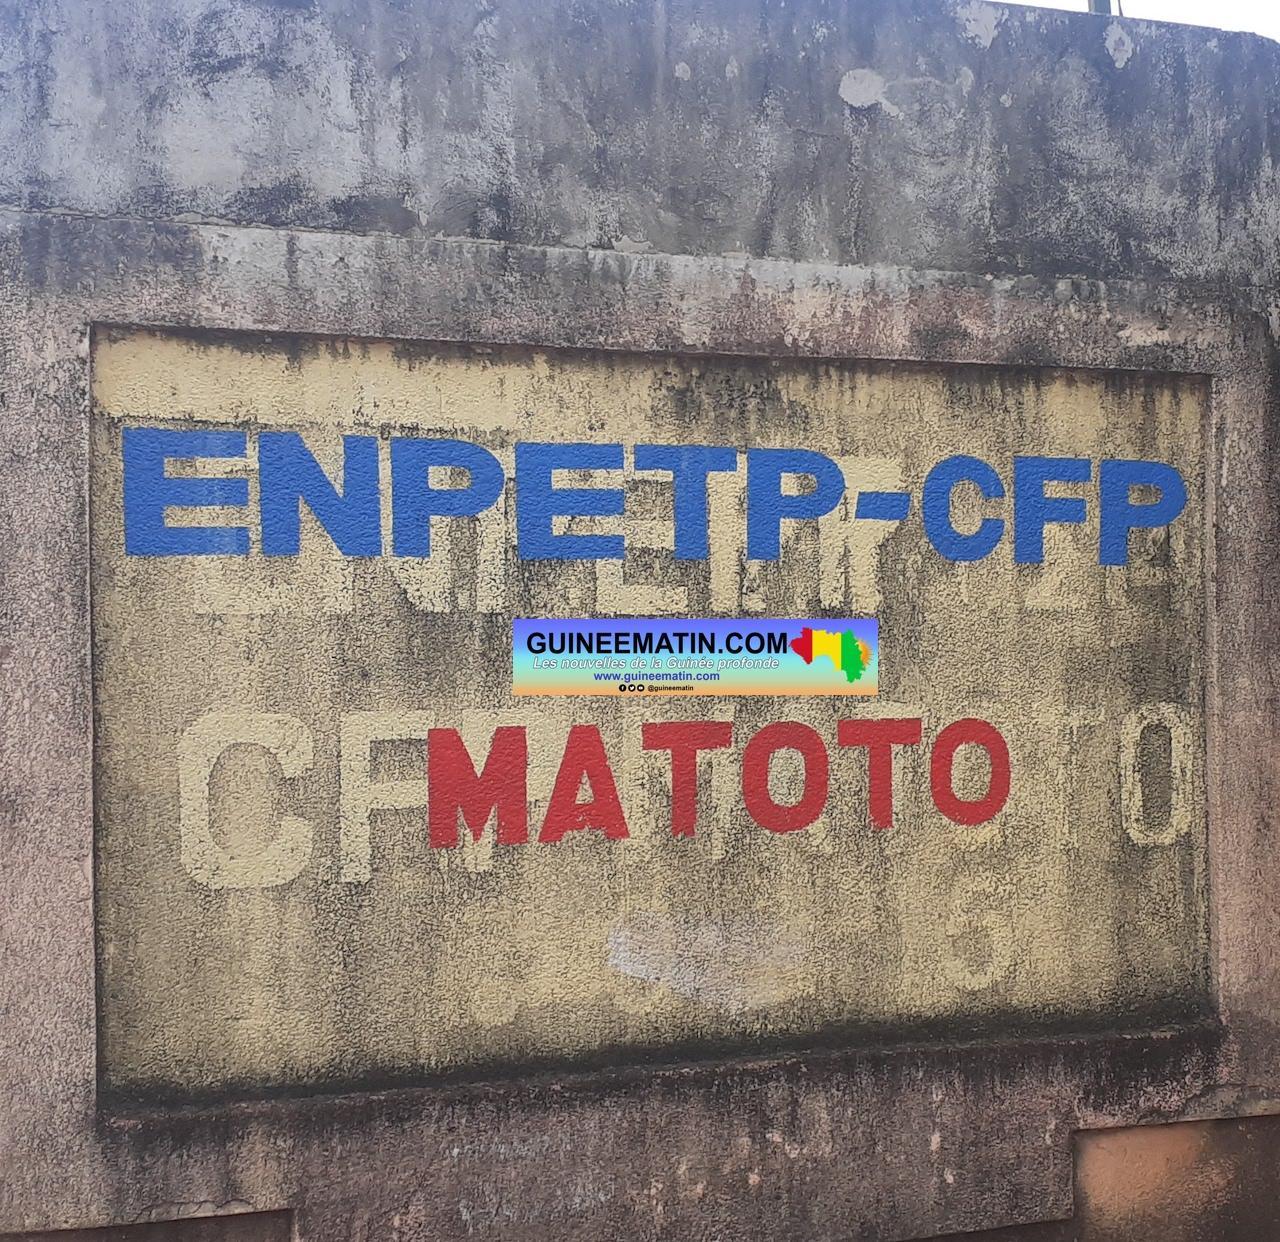 ENPETP-CFP
GUINEEMATIN.COM
Les nouvelles de la Guinée profonde
www.guineematin.com
@guineematin
MATOTO